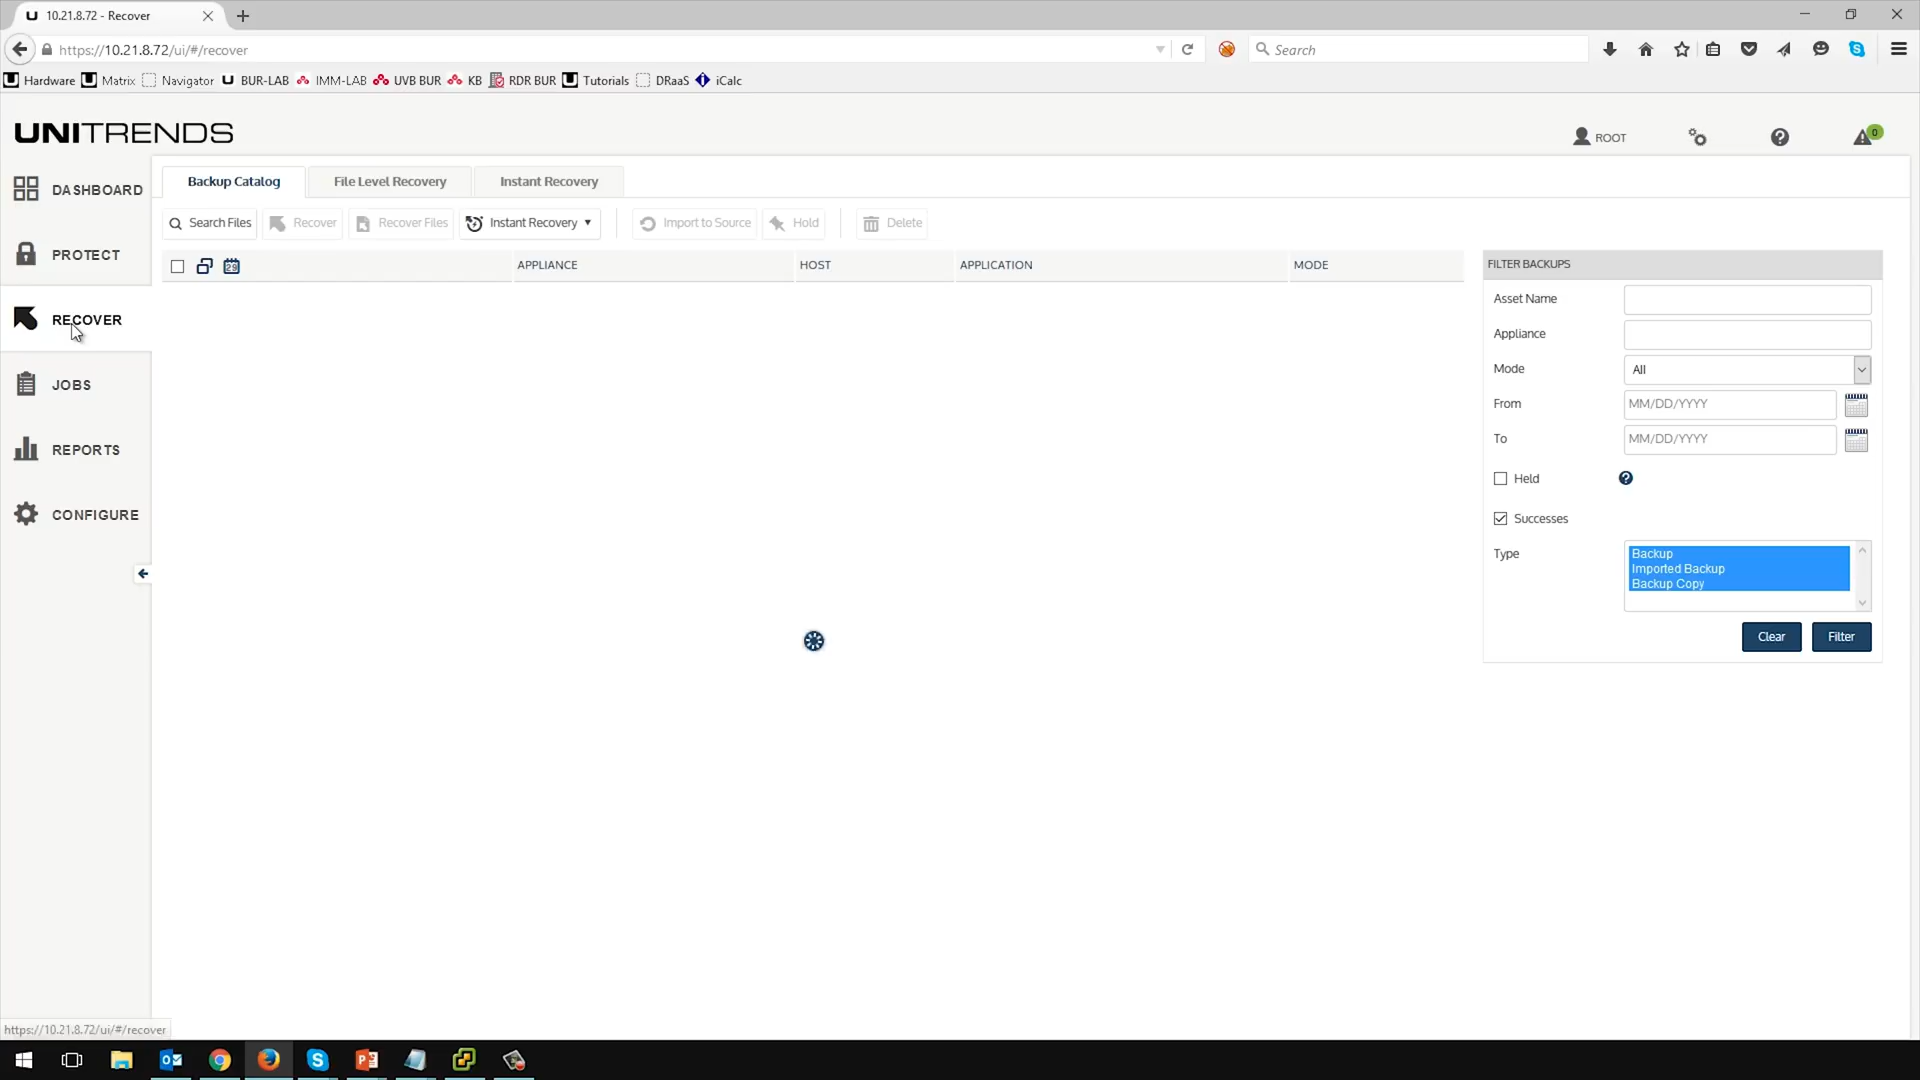 10.21.8.72 - Recover
https://10.21.8.72/ui/#/recover
Search
Hardware Matrix Navigator BUR-LAB IMM-LAB UVB BUR KB RDR BUR Tutorials DRaaS iCalc
UNITRENDS
ROOT
0
DASHBOARD
PROTECT
RECOVER
JOBS
REPORTS
CONFIGURE
Backup Catalog File Level Recovery Instant Recovery
Search Files Recover Recover Files Instant Recovery Import to Source Hold Delete
29 APPLIANCE HOST APPLICATION MODE
FILTER BACKUPS
Asset Name
Appliance
Mode All
From MM/DD/YYYY
To MM/DD/YYYY
Held
Successes
Type Backup
Imported Backup
Backup Copy
Clear Filter
https://10.21.8.72/ui/#/recover